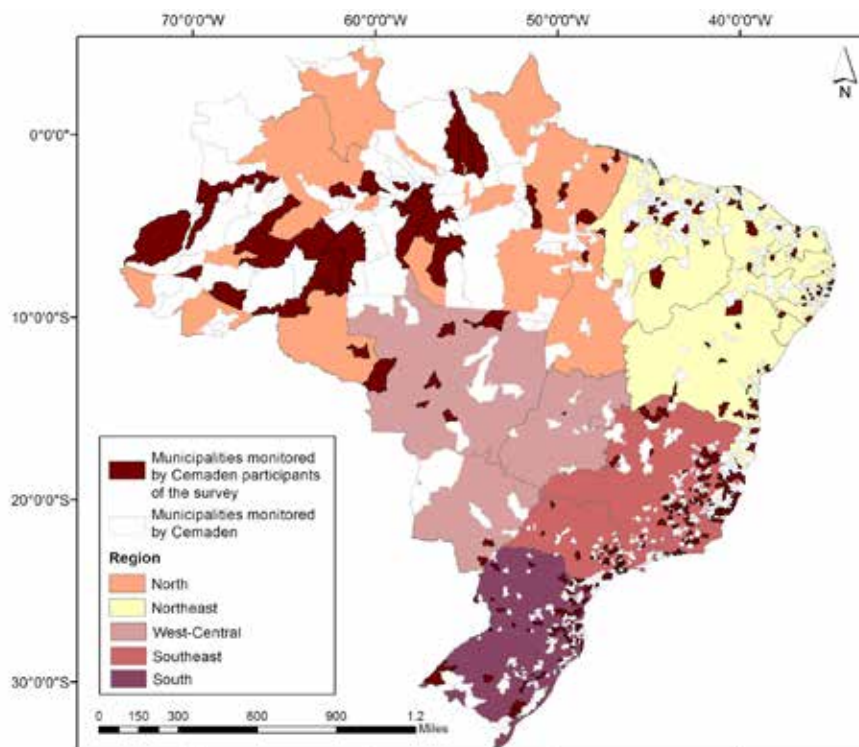 70°0'0"W 60°0'0"W 50°0'0"W 40°0'0"W
N
0°0'0"
10°0'0"S
20°0'0"S
30°0'0"S
Municipalities monitored
by Cemaden participants
of the survey
Municipalities monitored
by Cemaden
Region
North
Northeast
West-Central
Southeast
South
0 150 300 600 900 1.2
Miles